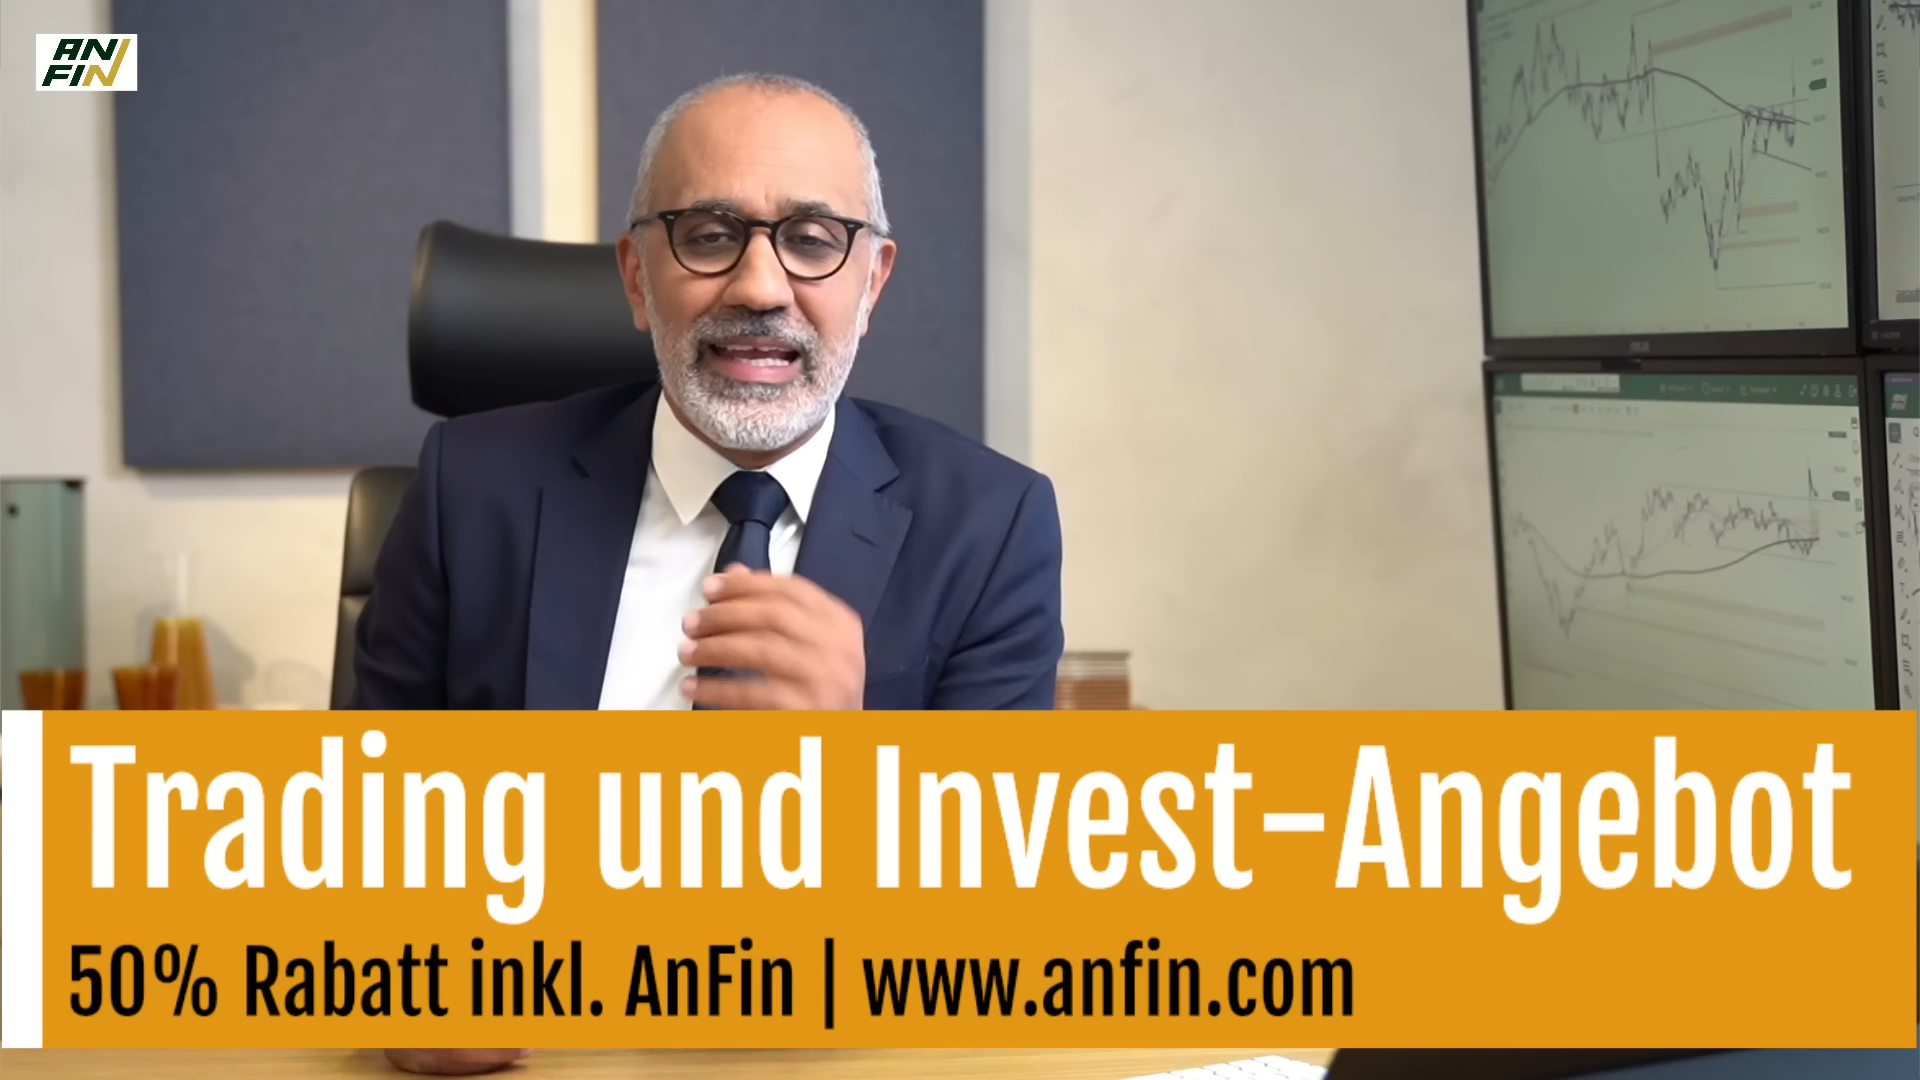 AN
FIN
Trading und Invest-Angebot
50% Rabatt inkl. AnFin | www.anfin.com